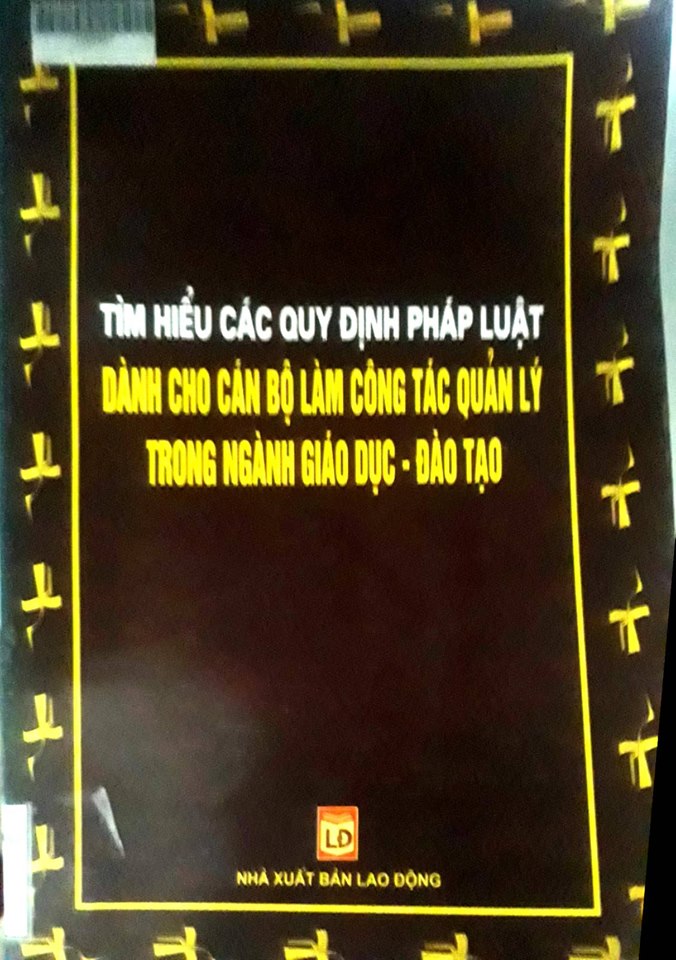 TÌM HIỂU CÁC QUY ĐỊNH PHÁP LUẬT
DÀNH CHO CÁN BỘ LÀM CÔNG TÁC QUẢN LÝ
TRONG NGÀNH GIÁO DỤC - ĐÀO TẠO
LĐ
NHÀ XUẤT BẢN LAO ĐỘNG